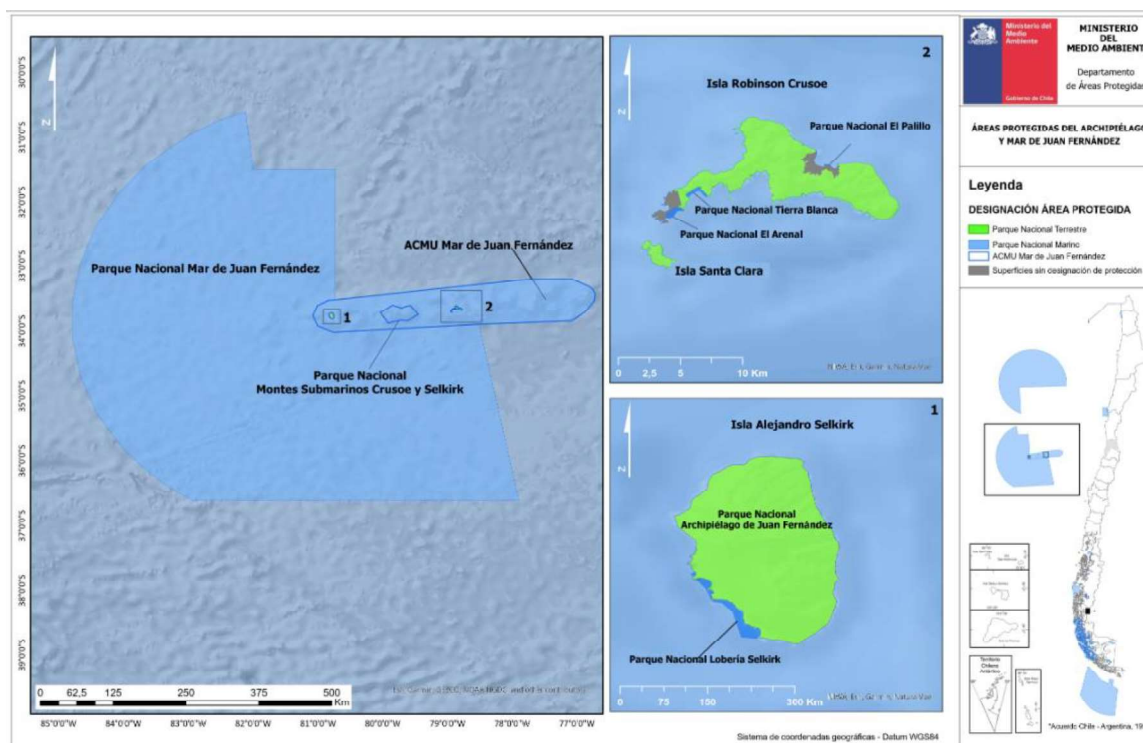 30°0'0"S
31°0'0"S
32°0'0"S
33°0'0"S
34°0'0"S
35°0'0"S
36°0'0"S
37°0'0"S
38°0'0"S
39°0'0"S
N
1
Parque Nacional Mar de Juan Fernández
ACMU Mar de Juan Fernández
1
2
Parque Nacional
Montes Submarinos Crusoe y Selkirk
0 62,5 125 250 375 500
Km
85°0'0"W 84°0'0"W 83°0'0"W 82°0'0"W 81°0'0"W 80°0'0"W 79°0'0"W 78°0'0"W 77°0'0"W
N
2
Isla Robinson Crusoe
Parque Nacional El Palillo
Parque Nacional Tierra Blanca
Parque Nacional El Arenal
Isla Santa Clara
0 2,5 5 10 Km
N
1
Isla Alejandro Selkirk
Parque Nacional
Archipiélago de Juan Fernández
Parque Nacional Lobería Selkirk
0 75 150 300 Km
Sistema de coordenadas geográficas - Datum WGS84
Ministerio del
Medio
Ambiente
Gobierno de Chile
MINISTERIO
DEL
MEDIO AMBIENT
Departamento
de Áreas Protegidas
ÁREAS PROTEGIDAS DEL ARCHIPIÉLAGO
Y MAR DE JUAN FERNÁNDEZ
Leyenda
DESIGNACIÓN ÁREA PROTEGIDA
Parque Nacional Terrestre
Parque Nacional Marino
ACMU Mar de Juan Fernández
Superficies sin designación de protección
Territorio
Chileno
Antártico
"Acuerdo Chile - Argentina, 19